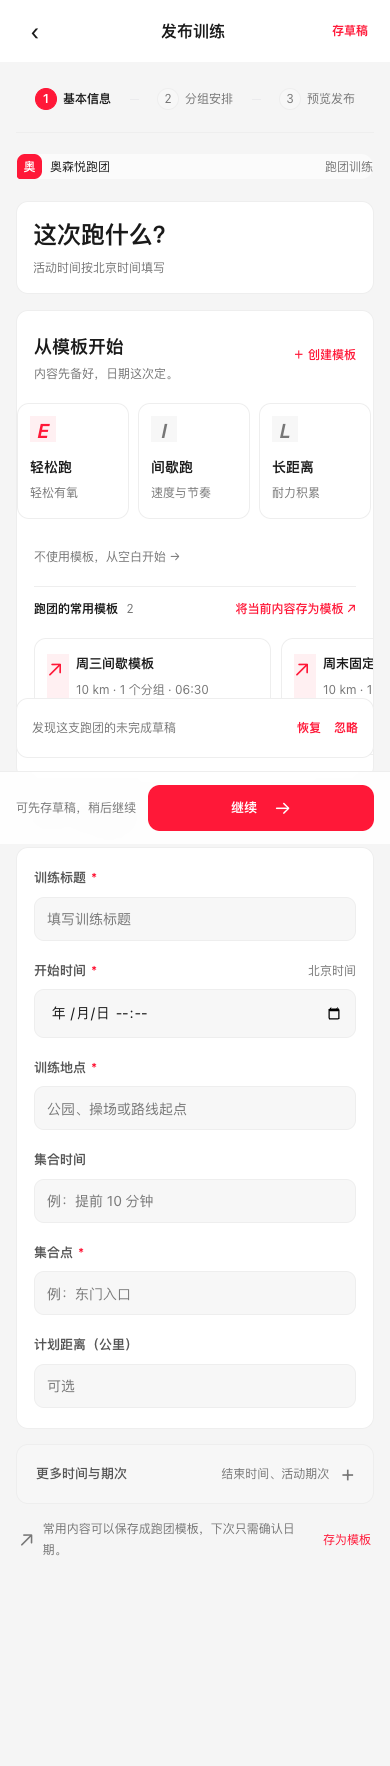 ‹ 发布训练 存草稿
1 基本信息 2 分组安排 3 预览发布
奥 奥森悦跑团 跑团训练
这次跑什么？
活动时间按北京时间填写
从模板开始
+ 创建模板
内容先备好，日期这次定。
E I L
轻松跑 间歇跑 长距离
轻松有氧 速度与节奏 耐力积累
不使用模板，从空白开始 →
跑团的常用模板 2 将当前内容存为模板 ↗
↗ 周三间歇模板 ↗ 周末固定
10 km · 1 个分组 · 06:30 10 km · 1
发现这支跑团的未完成草稿 恢复 忽略
可先存草稿，稍后继续 继续 →
训练标题 *
填写训练标题
开始时间 * 北京时间
年 /月/日 --:--
训练地点 *
公园、操场或路线起点
集合时间
例：提前 10 分钟
集合点 *
例：东门入口
计划距离（公里）
可选
更多时间与期次 结束时间、活动期次 +
↗ 常用内容可以保存成跑团模板，下次只需确认日
期。 存为模板